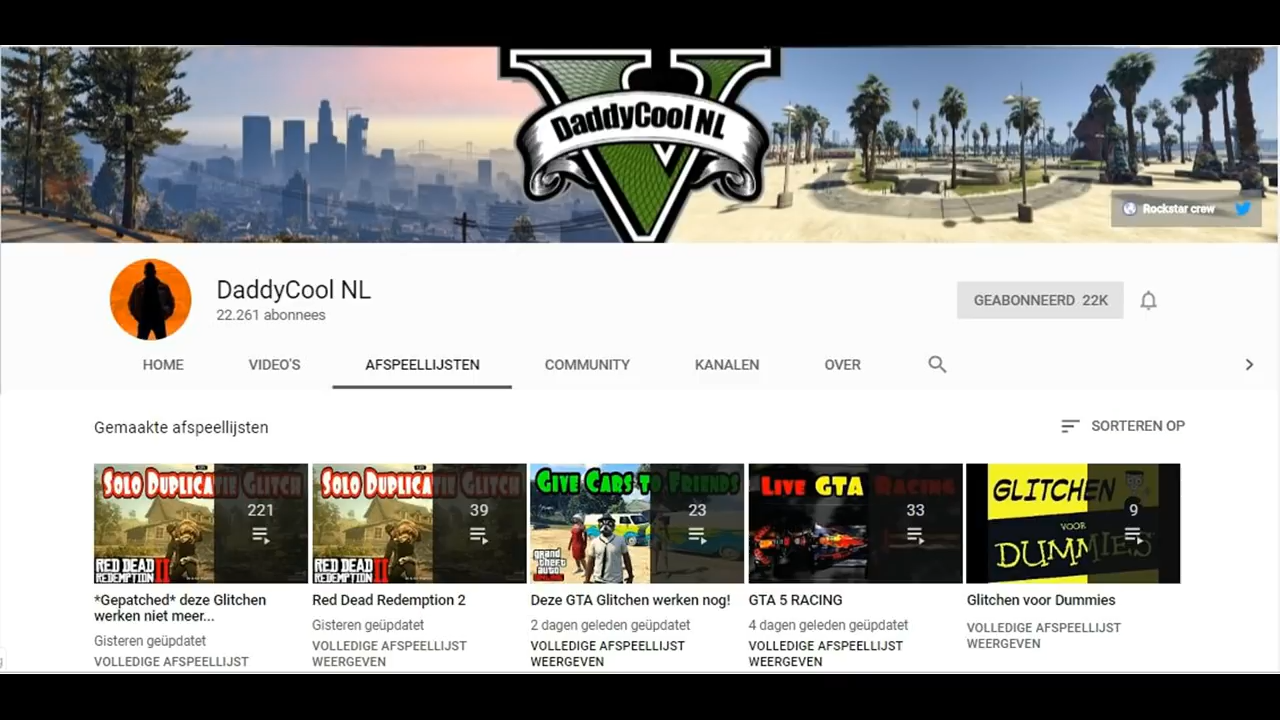 DaddyCool NL
Rockstar crew
DaddyCool NL
22.261 abonnees
GEABONNEERD 22K
HOME VIDEO'S AFSPEELLIJSTEN COMMUNITY KANALEN OVER
Gemaakte afspeellijsten
SORTEREN OP
SOLO DUPLICATIE GLITCH
221
RED DEAD
REDEMPTION II
*Gepatched* deze Glitchen
werken niet meer...
Gisteren geüpdatet
VOLLEDIGE AFSPEELLIJST
SOLO DUPLICATIE GLITCH
39
RED DEAD
REDEMPTION II
Red Dead Redemption 2
Gisteren geüpdatet
VOLLEDIGE AFSPEELLIJST
WEERGEVEN
GIVE CARS TO FRIENDS
23
grand
theft
auto
ONLINE
Deze GTA Glitchen werken nog!
2 dagen geleden geüpdatet
VOLLEDIGE AFSPEELLIJST
WEERGEVEN
LIVE GTA RACING
33
GTA 5 RACING
4 dagen geleden geüpdatet
VOLLEDIGE AFSPEELLIJST
WEERGEVEN
GLITCHEN
9
VOOR
DUMMIES
Glitchen voor Dummies
VOLLEDIGE AFSPEELLIJST
WEERGEVEN